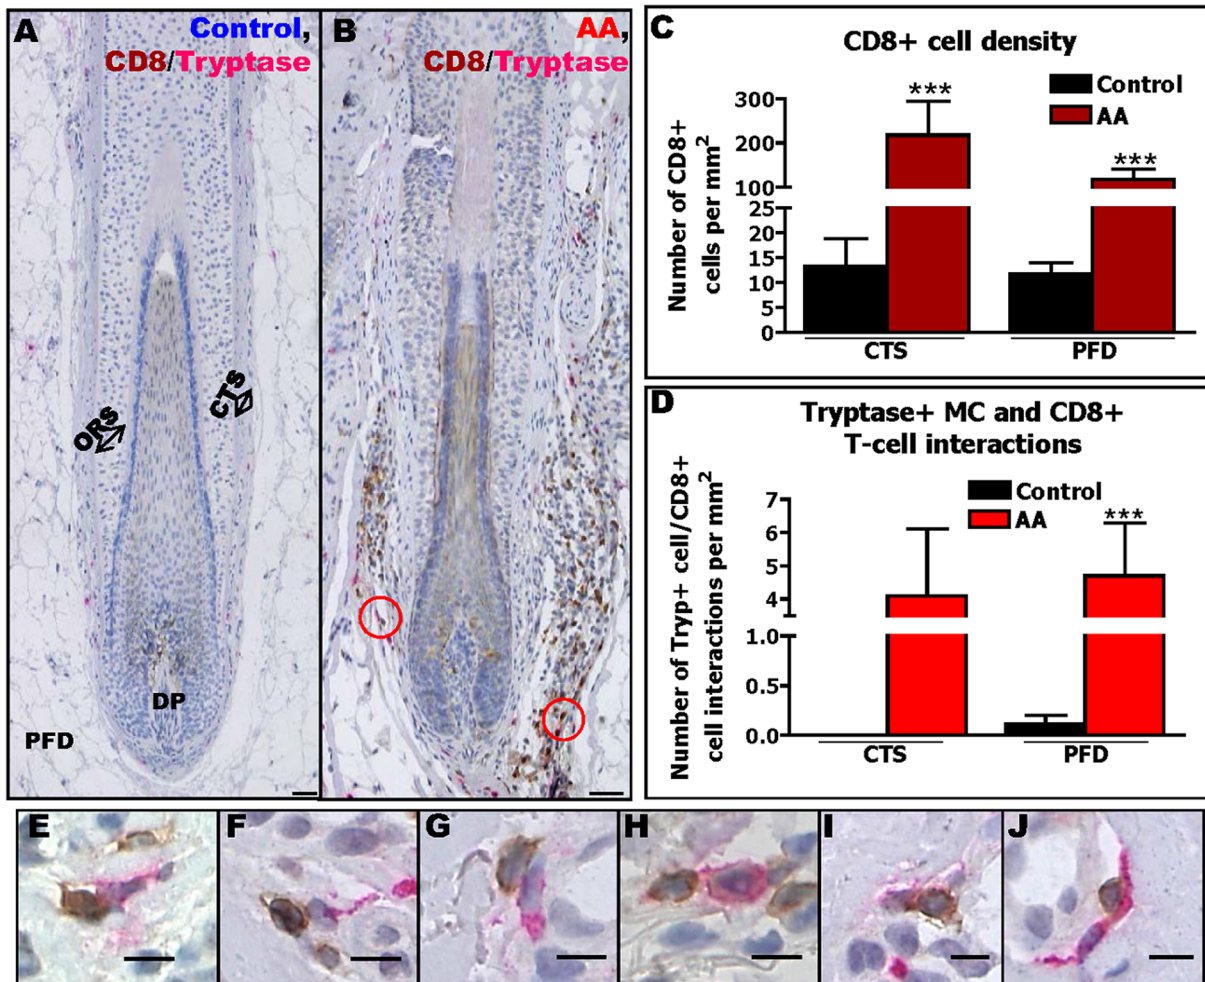 A
Control,
CD8/Tryptase
ORS
CTS
DP
PFD
B
AA,
CD8/Tryptase
C
CD8+ cell density
Control
AA
***
***
Number of CD8+
cells per mm²
300
200
100
25
20
15
10
5
0
CTS
PFD
D
Tryptase+ MC and CD8+
T-cell interactions
Control
AA
***
Number of Tryp+ cell/CD8+
cell interactions per mm²
7
6
5
4
1.0
0.5
0.0
CTS
PFD
E
F
G
H
I
J